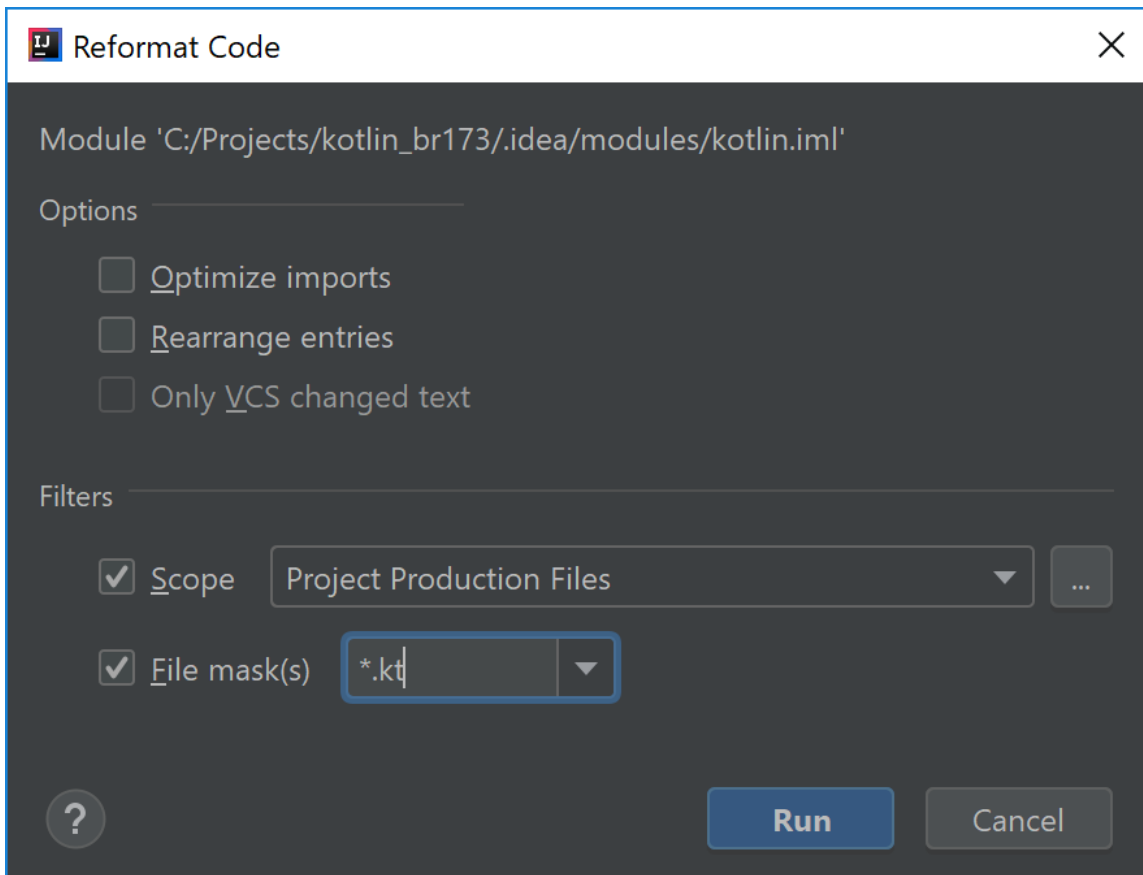 IJ
Reformat Code
Module 'C:/Projects/kotlin_br173/.idea/modules/kotlin.iml'
Options
Optimize imports
Rearrange entries
Only VCS changed text
Filters
Scope Project Production Files ...
File mask(s) *.kt
? Run Cancel